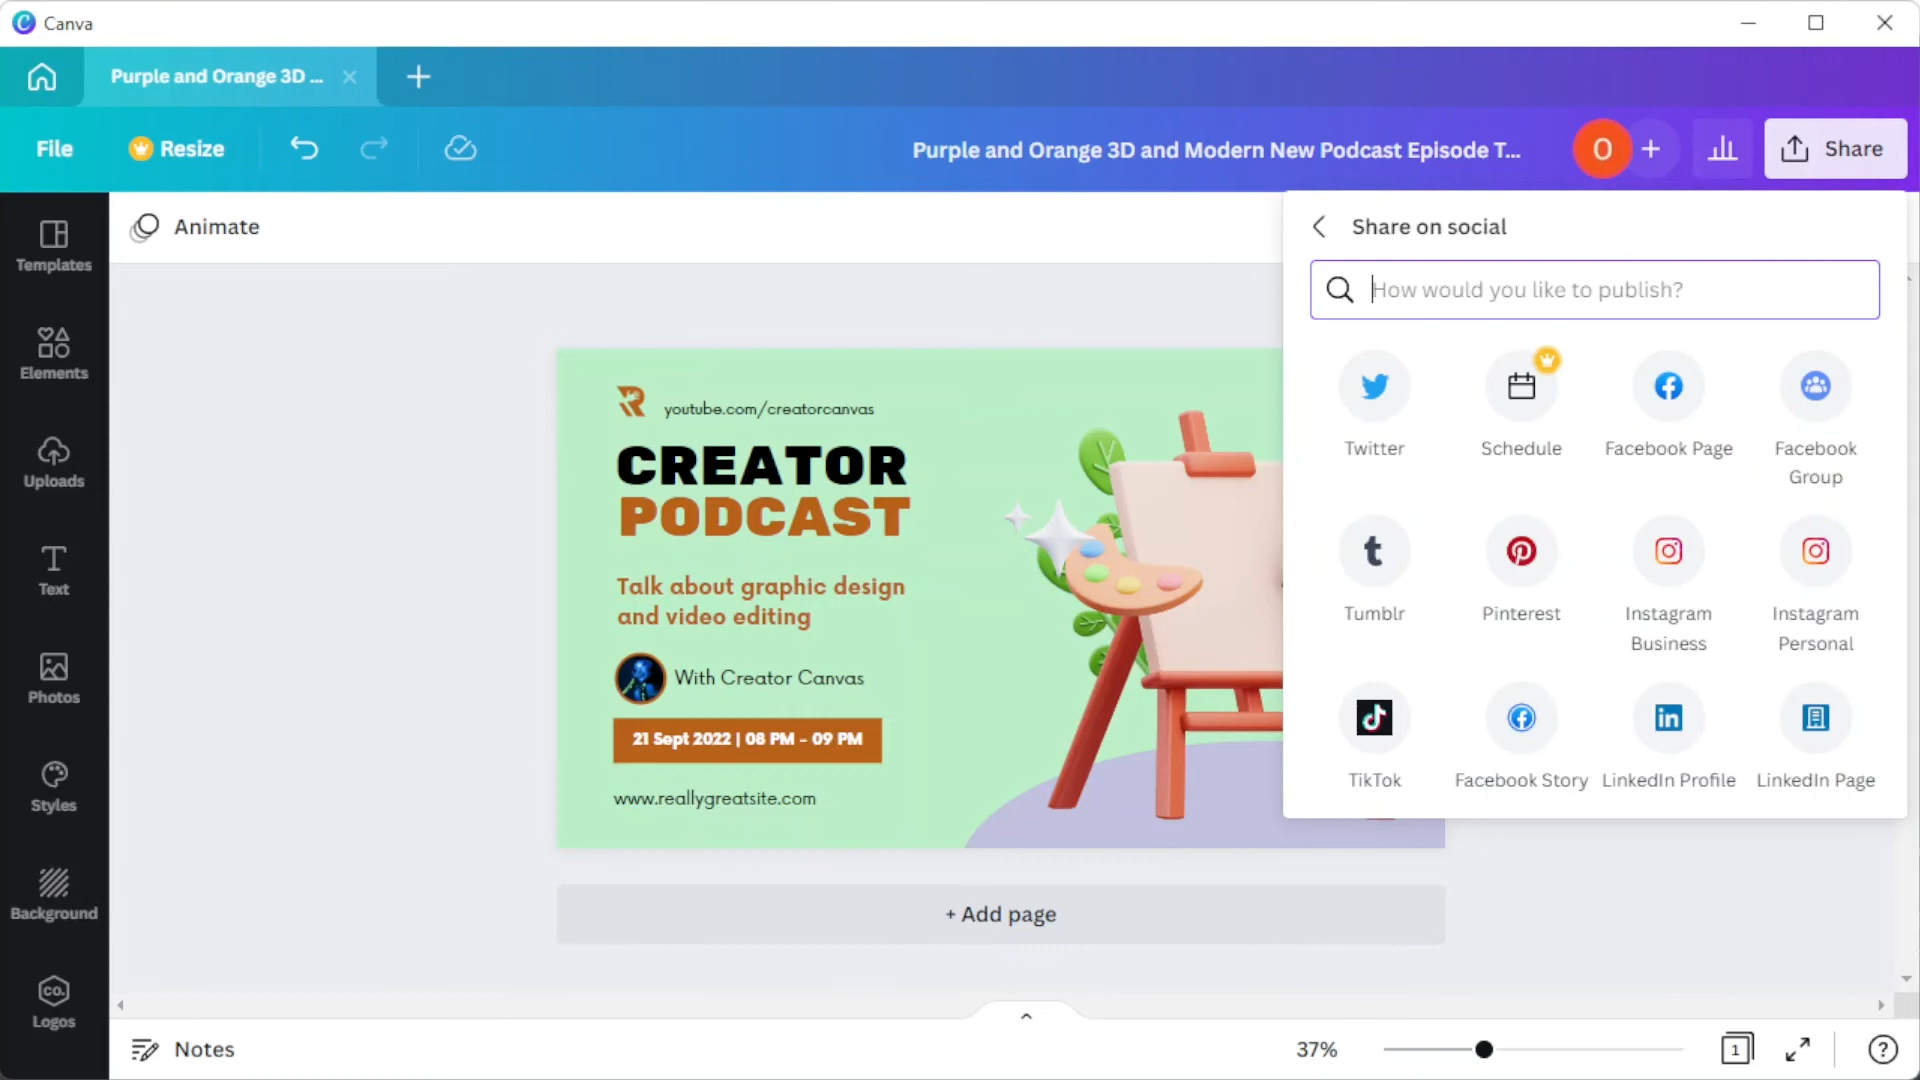 Canva
Purple and Orange 3D ...
File
Resize
Purple and Orange 3D and Modern New Podcast Episode T...
O
Share
Templates
Elements
Uploads
Text
Photos
Styles
Background
CO.
Logos
Animate
youtube.com/creatorcanvas
CREATOR
PODCAST
Talk about graphic design
and video editing
With Creator Canvas
21 Sept 2022 | 08 PM - 09 PM
www.reallygreatsite.com
+ Add page
Share on social
How would you like to publish?
Twitter
Schedule
Facebook Page
Facebook
Group
Tumblr
Pinterest
Instagram
Business
Instagram
Personal
TikTok
Facebook Story
LinkedIn Profile
LinkedIn Page
Notes
37%
1